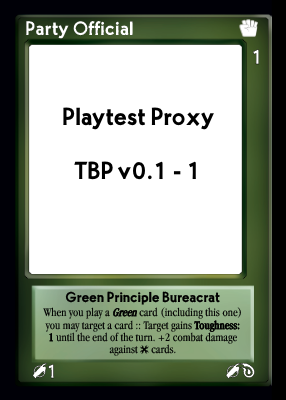 Party Official
1
Playtest Proxy
TBP v0.1 - 1
Green Principle Bureacrat
When you play a Green card (including this one)
you may target a card :: Target gains Toughness:
1 until the end of the turn. +2 combat damage
against cards.
1